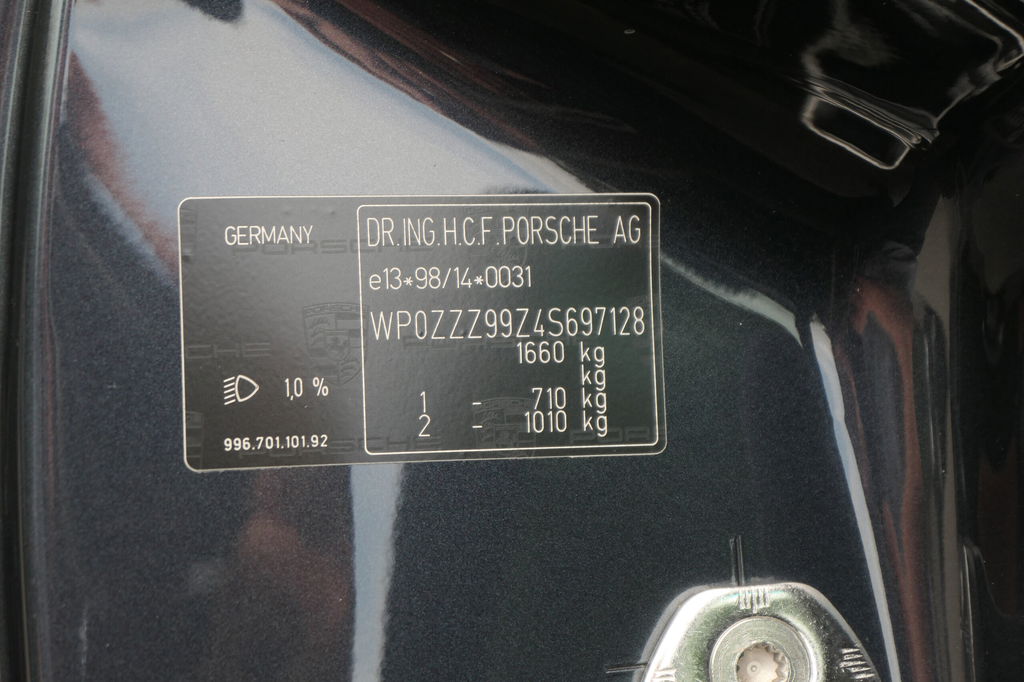 GERMANY
1,0 %
996.701.101.92
DR.ING.H.C.F.PORSCHE AG
e13*98/14*0031
WP0ZZZ99Z4S697128
1660 kg
kg
1 - 710 kg
2 - 1010 kg